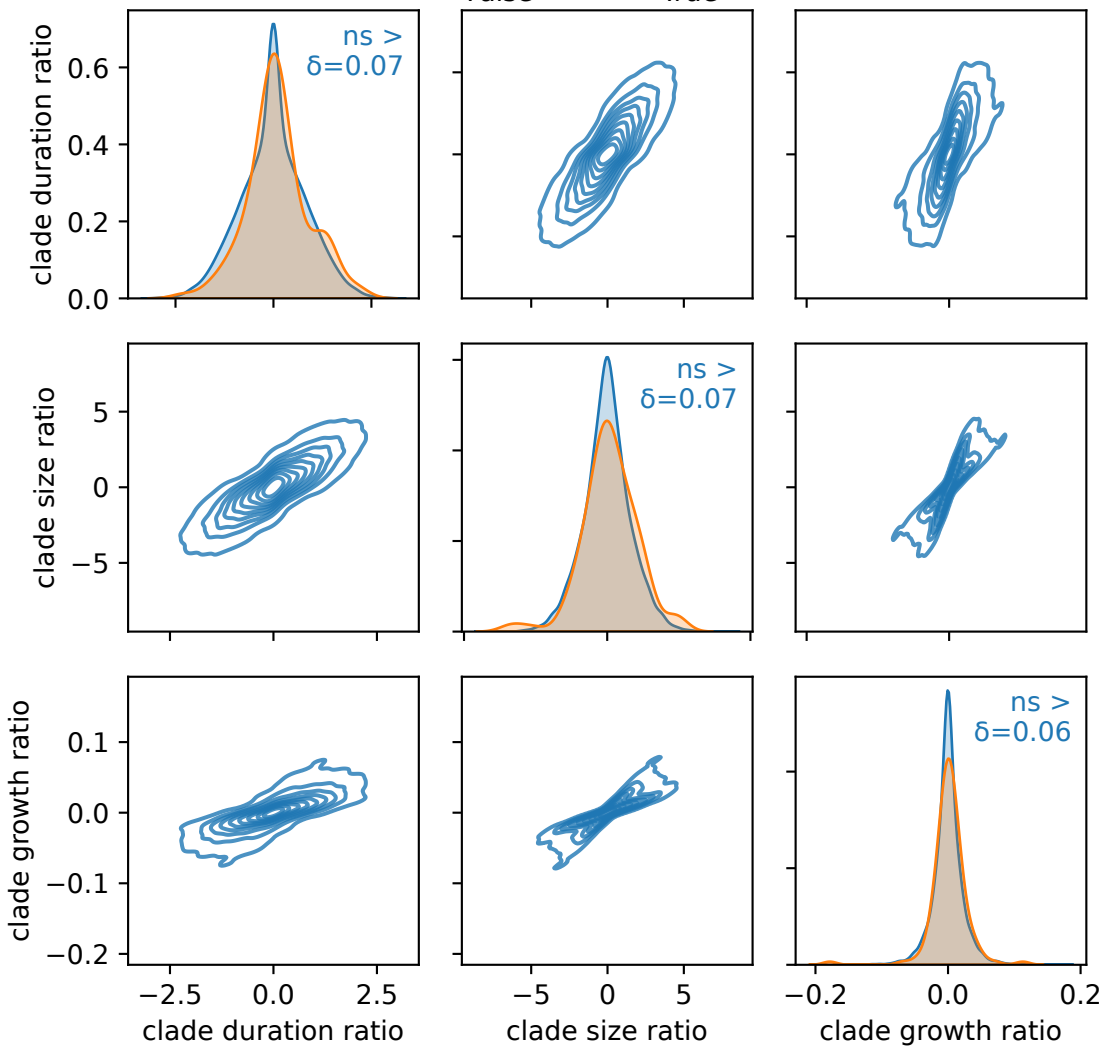 clade duration ratio
0.6
0.4
0.2
0.0
ns >
δ=0.07
clade size ratio
5
0
−5
ns >
δ=0.07
clade growth ratio
0.1
0.0
−0.1
−0.2
ns >
δ=0.06
−2.5 0.0 2.5
−5 0 5
−0.2 0.0 0.2
clade duration ratio
clade size ratio
clade growth ratio